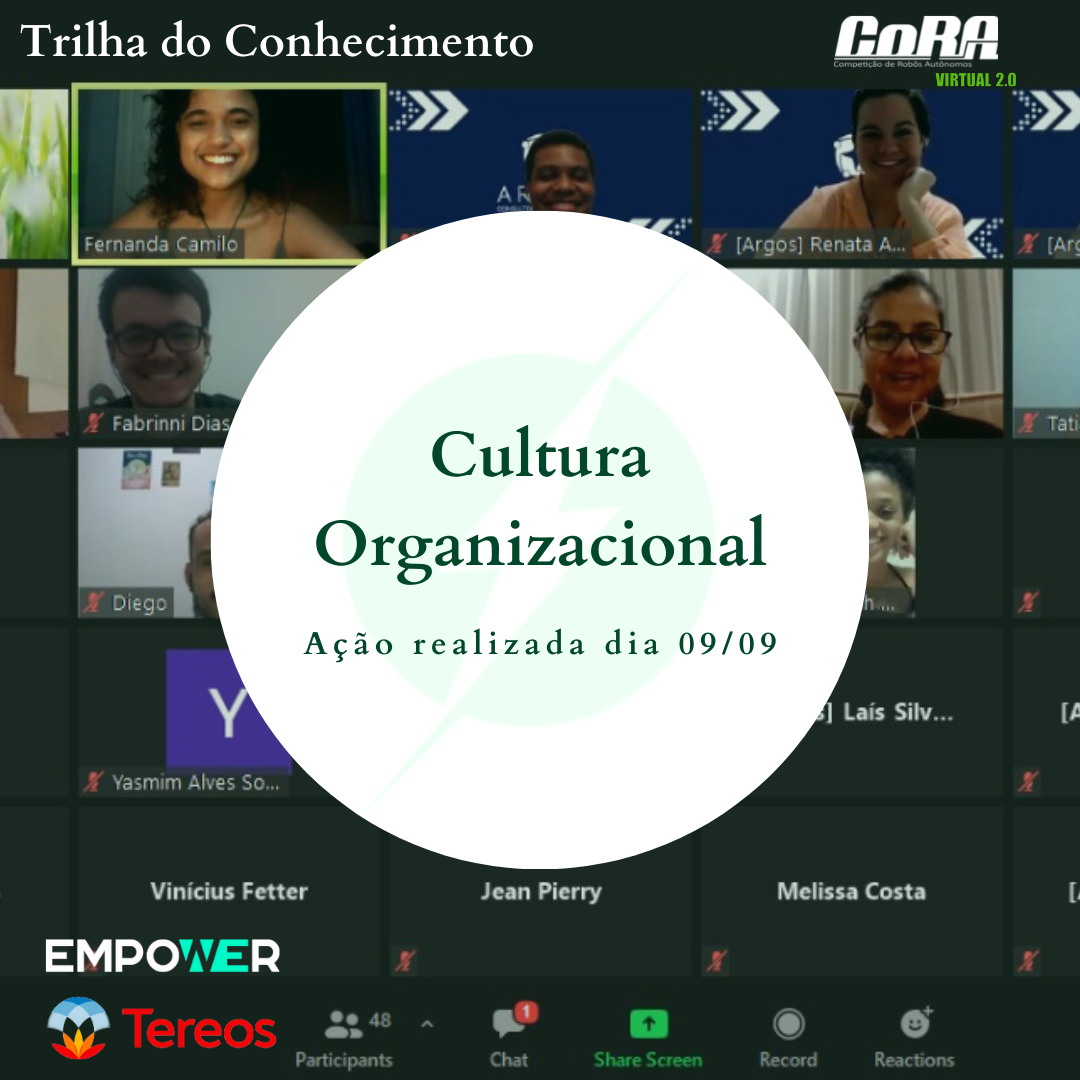 Trilha do Conhecimento
CoRA
Competição de Robôs Autônomos
VIRTUAL 2.0
Fernanda Camilo
[Argos] Renata A...
Fabrinni Dias
Tati
Cultura
Organizacional
Diego
Ação realizada dia 09/09
Y
Laís Silv...
Yasmim Alves So...
Vinícius Fetter
Jean Pierry
Melissa Costa
EMPOWER
Tereos
48
1
Participants
Chat
Share Screen
Record
Reactions